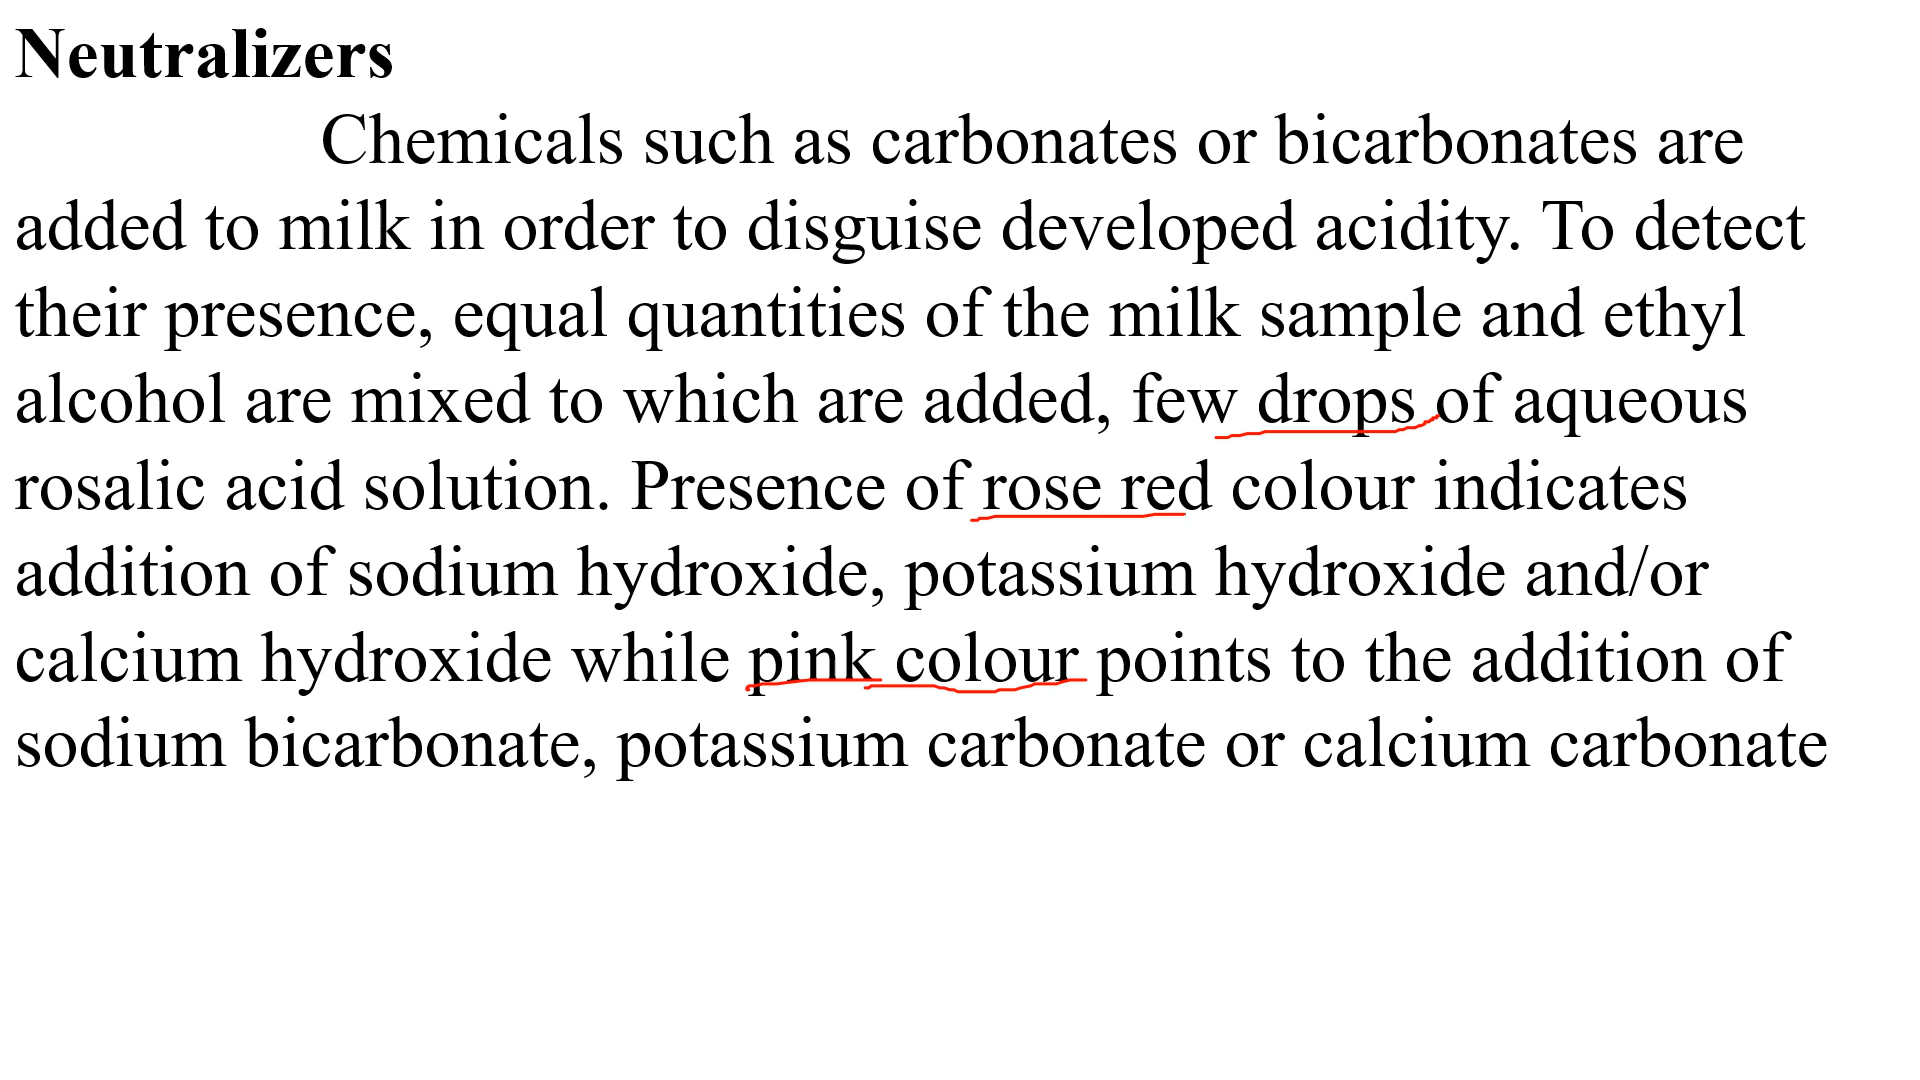 Neutralizers
Chemicals such as carbonates or bicarbonates are
added to milk in order to disguise developed acidity. To detect
their presence, equal quantities of the milk sample and ethyl
alcohol are mixed to which are added, few drops of aqueous
rosalic acid solution. Presence of rose red colour indicates
addition of sodium hydroxide, potassium hydroxide and/or
calcium hydroxide while pink colour points to the addition of
sodium bicarbonate, potassium carbonate or calcium carbonate